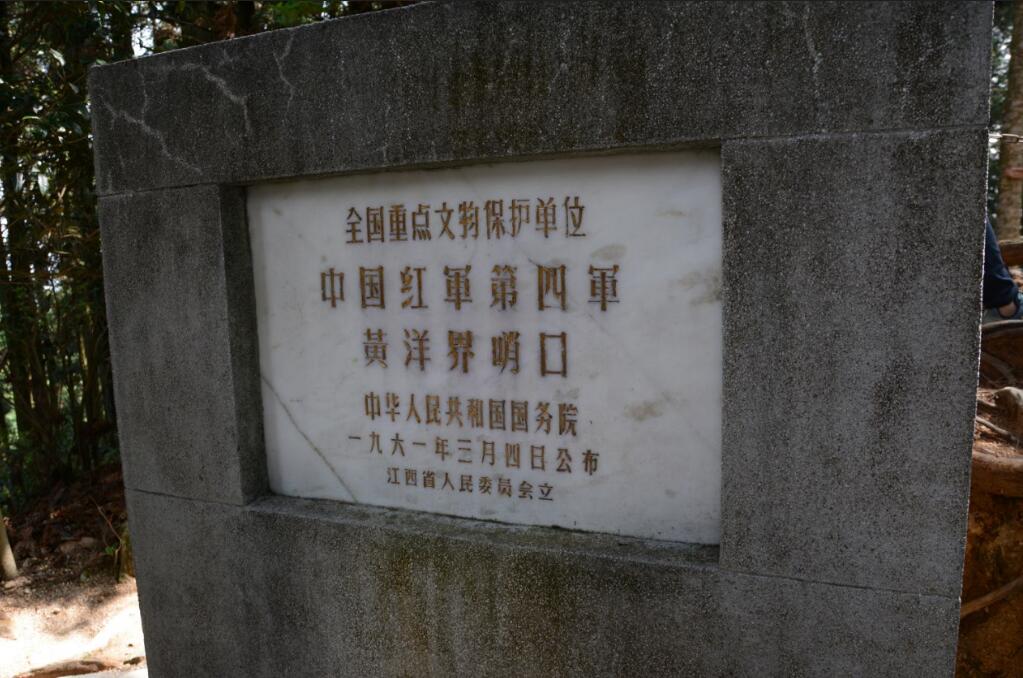 全国重点文物保护单位
中国红軍第四軍
黃洋界哨口
中华人民共和国国务院
一九六一年三月四日公布
江西省人民委员会立